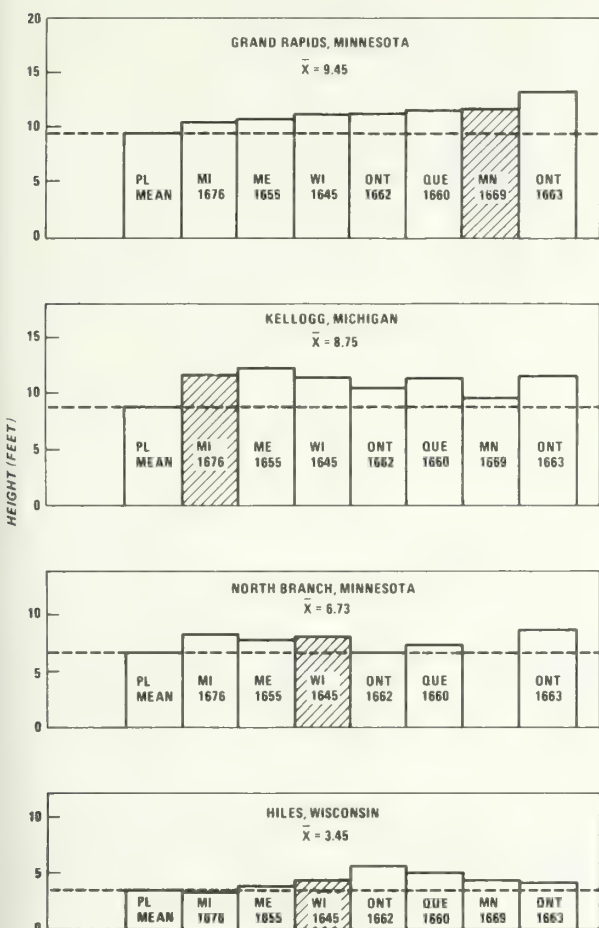 HEIGHT (FEET)
20
15
10
5
0
GRAND RAPIDS, MINNESOTA
X̄ = 9.45
PL MI ME WI ONT QUE MN ONT
MEAN 1676 1655 1645 1662 1660 1669 1663
15
10
5
0
KELLOGG, MICHIGAN
X̄ = 8.75
PL MI ME WI ONT QUE MN ONT
MEAN 1676 1655 1645 1662 1660 1669 1663
10
5
0
NORTH BRANCH, MINNESOTA
X̄ = 6.73
PL MI ME WI ONT QUE ONT
MEAN 1676 1655 1645 1662 1660 1663
10
5
0
HILES, WISCONSIN
X̄ = 3.45
PL MI ME WI ONT QUE MN ONT
MEAN 1676 1655 1645 1662 1660 1669 1663